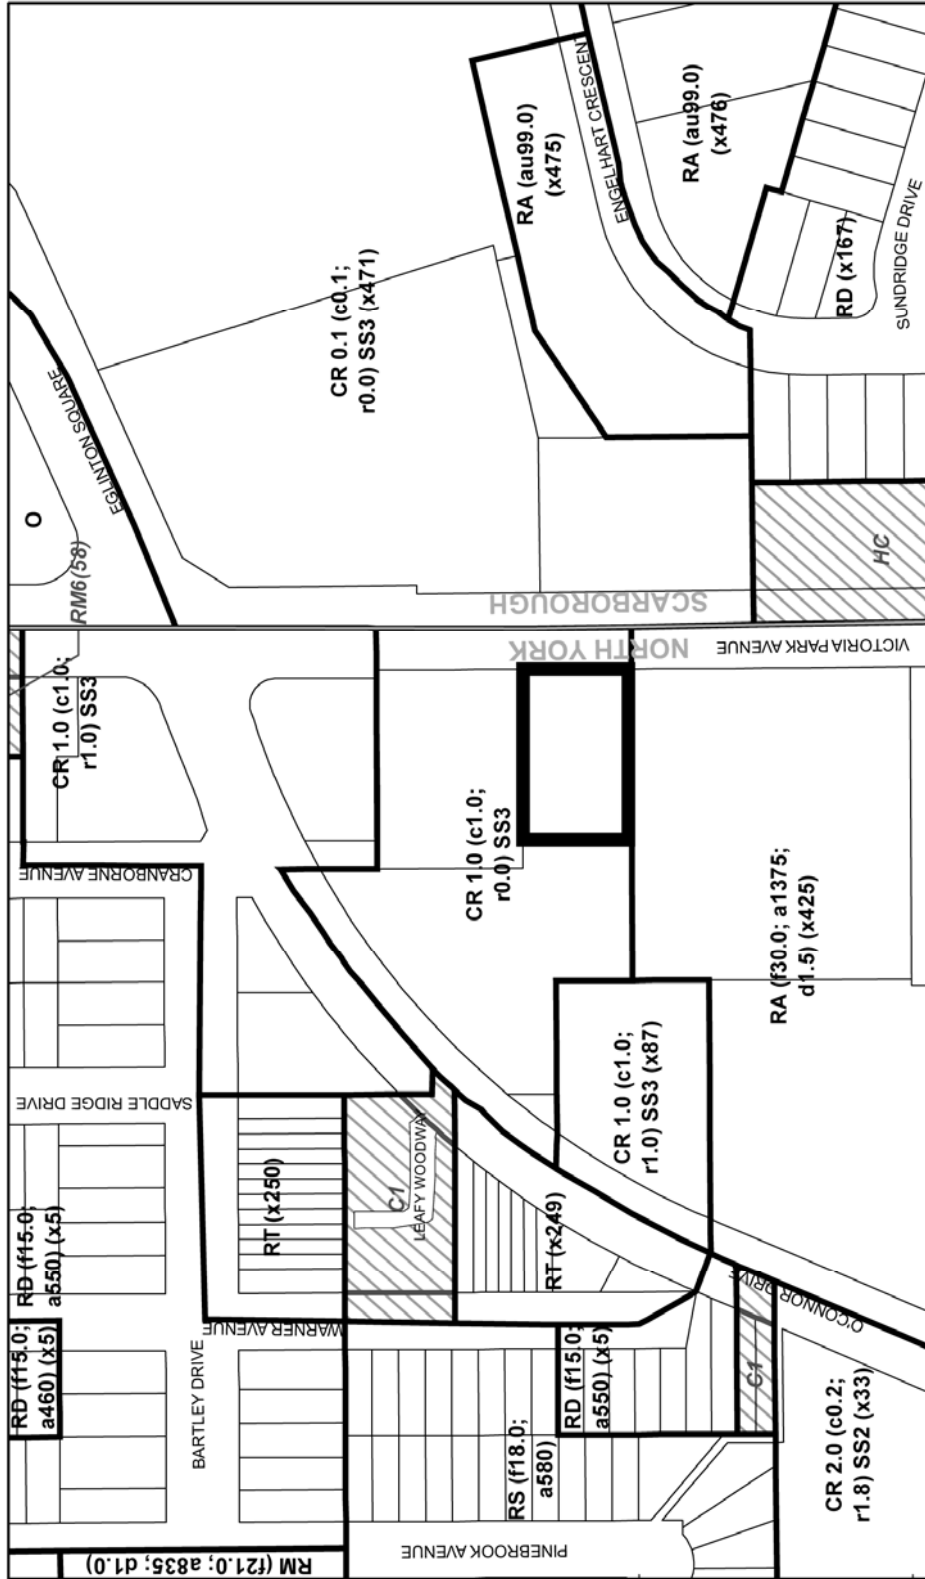 EGLINTON SQUARE
O
RM6(58)
CR 0.1 (c0.1;
r0.0) SS3 (x471)
RA (au99.0)
(x475)
ENGELHART CRESCENT
RA (au99.0)
(x476)
RD (x167)
SUNDRIDGE DRIVE
HC
SCARBOROUGH
NORTH YORK
VICTORIA PARK AVENUE
CR 1.0 (c1.0;
r1.0) SS3
CRANBORNE AVENUE
CR 1.0 (c1.0;
r0.0) SS3
RA (f30.0; a1375;
d1.5) (x425)
SADDLE RIDGE DRIVE
CR 1.0 (c1.0;
r1.0) SS3 (x87)
RT (x250)
C1
LEAFY WOODWAY
RT (x249)
RD (f15.0;
a550) (x5)
WARNER AVENUE
O'CONNOR DRIVE
RD (f15.0;
a460) (x5)
BARTLEY DRIVE
RD (f15.0;
a550) (x5)
C1
RS (f18.0;
a580)
CR 2.0 (c0.2;
r1.8) SS2 (x33)
PINEBROOK AVENUE
RM (f21.0; a835; d1.0)